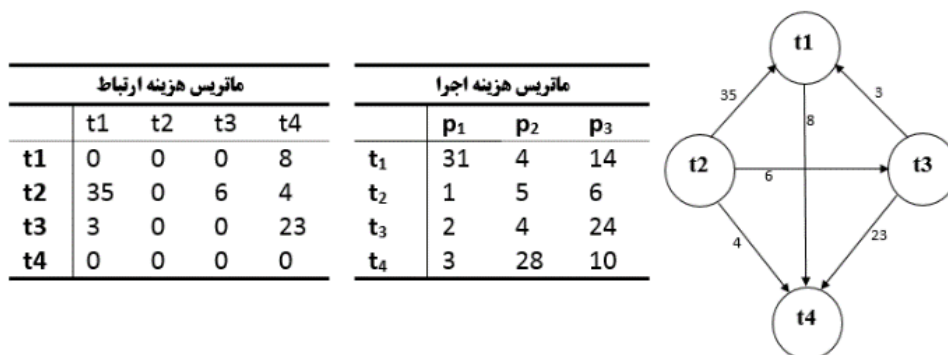 ماتریس هزینه ارتباط
t1 t2 t3 t4
t1 0 0 0 8
t2 35 0 6 4
t3 3 0 0 23
t4 0 0 0 0
ماتریس هزینه اجرا
p₁ p₂ p₃
t₁ 31 4 14
t₂ 1 5 6
t₃ 2 4 24
t₄ 3 28 10
t1
35
3
8
t2
6
t3
4
23
t4